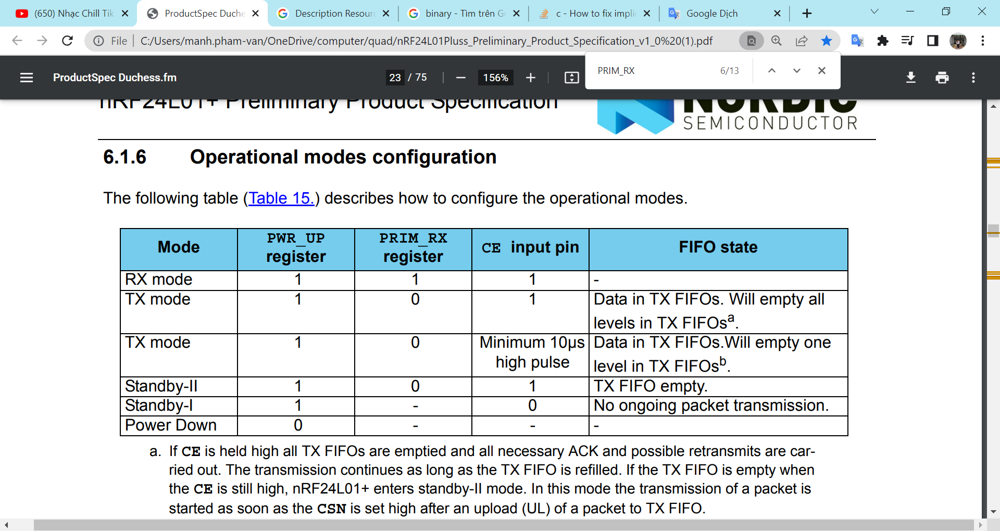 (650) Nhạc Chill Tik
ProductSpec Duche
Description Resourc
binary - Tìm trên Go
c - How to fix implic
Google Dịch
File
C:/Users/manh.pham-van/OneDrive/computer/quad/nRF24L01Pluss_Preliminary_Product_Specification_v1_0%20(1).pdf
ProductSpec Duchess.fm
23 / 75
156%
PRIM_RX
6/13
nRF24L01+ Preliminary Product Specification
NORDIC
SEMICONDUCTOR
6.1.6 Operational modes configuration
The following table (Table 15.) describes how to configure the operational modes.
Mode
PWR_UP
register
PRIM_RX
register
CE input pin
FIFO state
RX mode 1 1 1 -
TX mode 1 0 1 Data in TX FIFOs. Will empty all
levels in TX FIFOsa.
TX mode 1 0 Minimum 10µs Data in TX FIFOs.Will empty one
high pulse level in TX FIFOsb.
Standby-II 1 0 1 TX FIFO empty.
Standby-I 1 - 0 No ongoing packet transmission.
Power Down 0 - - -
a. If CE is held high all TX FIFOs are emptied and all necessary ACK and possible retransmits are car-
ried out. The transmission continues as long as the TX FIFO is refilled. If the TX FIFO is empty when
the CE is still high, nRF24L01+ enters standby-II mode. In this mode the transmission of a packet is
started as soon as the CSN is set high after an upload (UL) of a packet to TX FIFO.